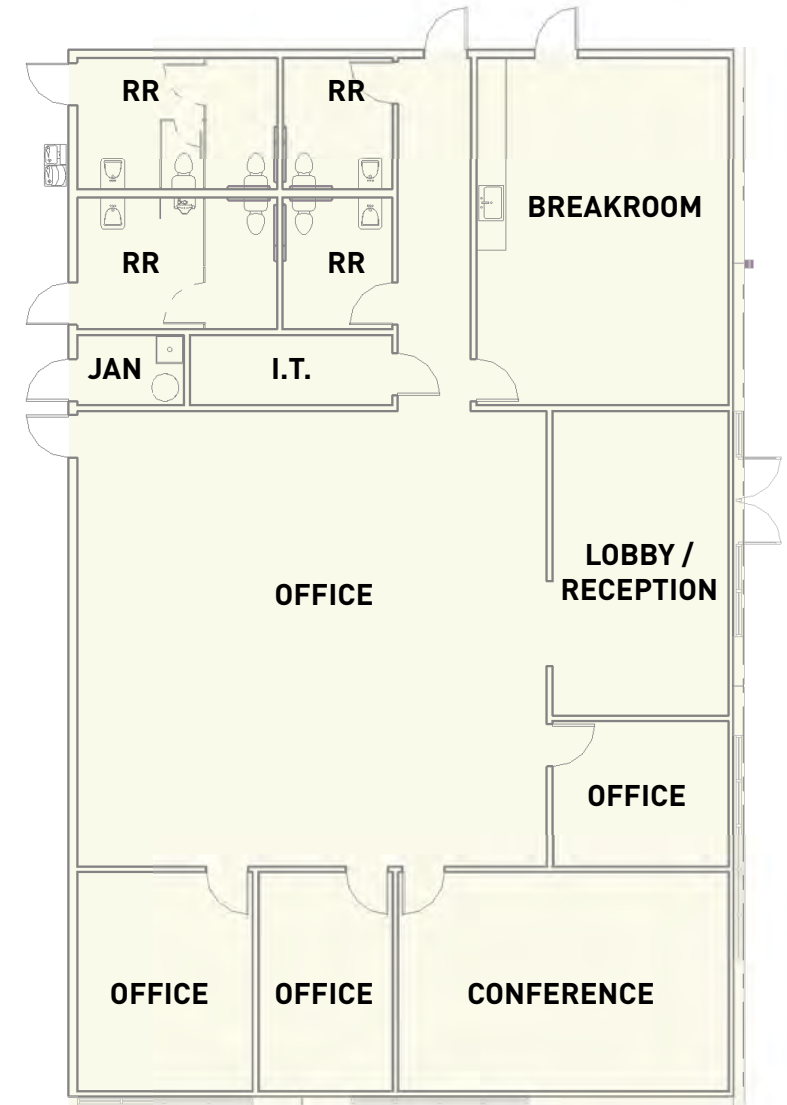 RR
RR
BREAKROOM
RR
RR
JAN
I.T.
LOBBY /
RECEPTION
OFFICE
OFFICE
OFFICE
OFFICE
CONFERENCE